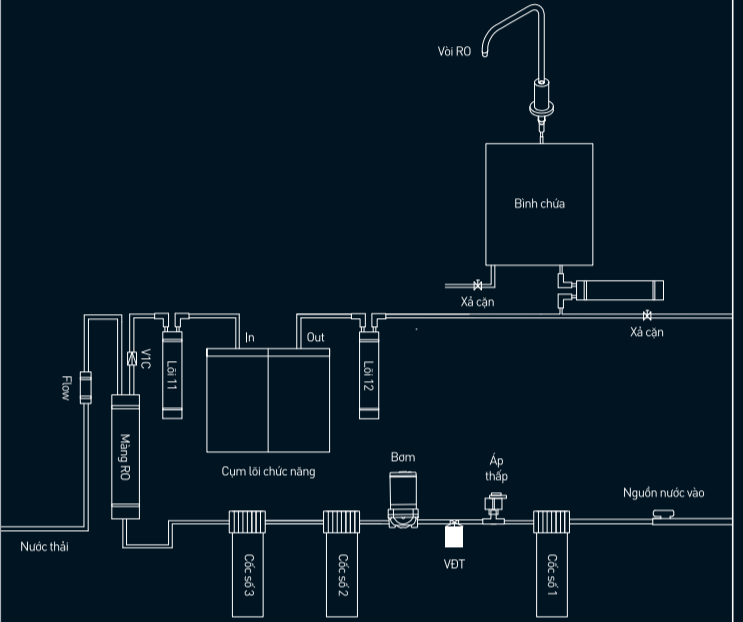 Vòi RO
Bình chứa
Xả cặn
Xả cặn
In
Out
V1C
Lõi 11
Lõi 12
Flow
Màng RO
Cụm lõi chức năng
Bơm
Áp
thấp
Nguồn nước vào
Nước thải
VĐT
Cốc số 3
Cốc số 2
Cốc số 1